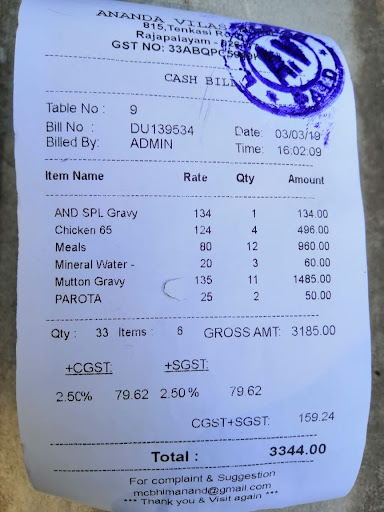 ANANDA VILAS
815,Tenkasi Road
Rajapalayam -
GST NO: 33ABQPC
CASH BILL
PAID
Table No : 9
Bill No : DU139534 Date: 03/03/19
Billed By: ADMIN Time: 16:02:09
Item Name Rate Qty Amount
AND SPL Gravy 134 1 134.00
Chicken 65 124 4 496.00
Meals 80 12 960.00
Mineral Water - 20 3 60.00
Mutton Gravy 135 11 1485.00
PAROTA 25 2 50.00
Qty : 33 Items : 6 GROSS AMT: 3185.00
+CGST: +SGST:
2.50% 79.62 2.50 % 79.62
CGST+SGST: 159.24
Total : 3344.00
For complaint & Suggestion
mcbhimanand@gmail.com
*** Thank you & Visit again ***